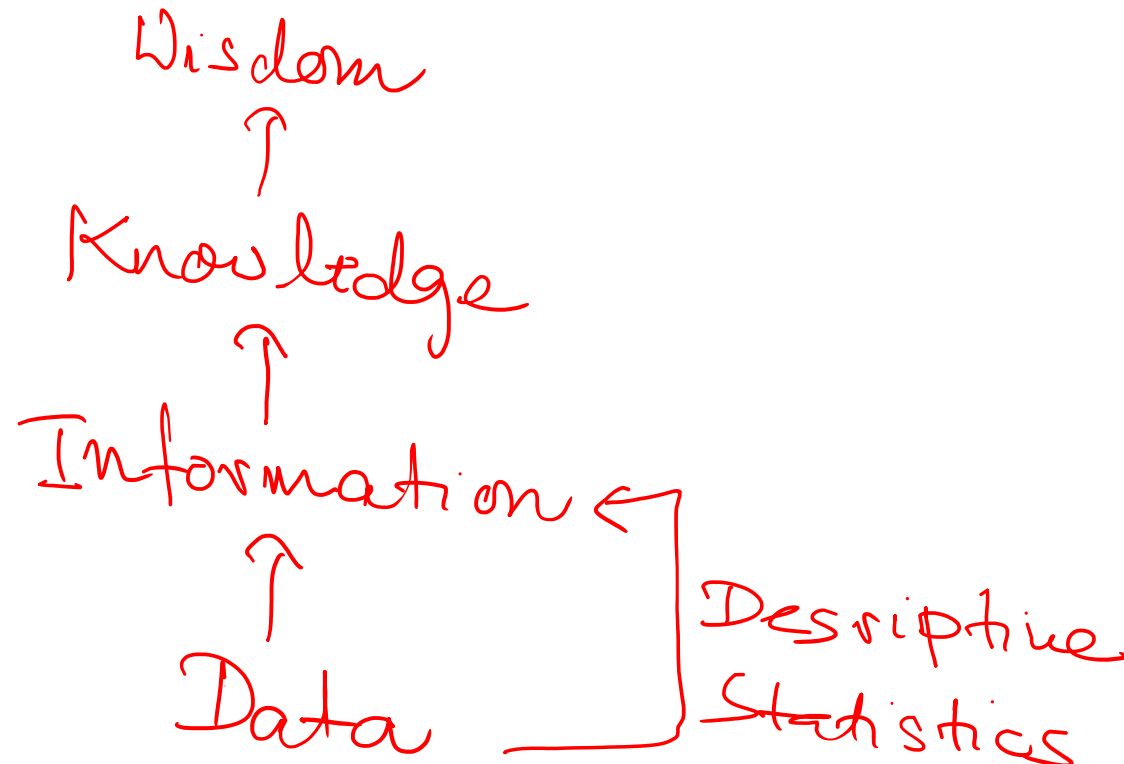 Wisdom
Knowledge
Information
Data
Desriptive
Statistics